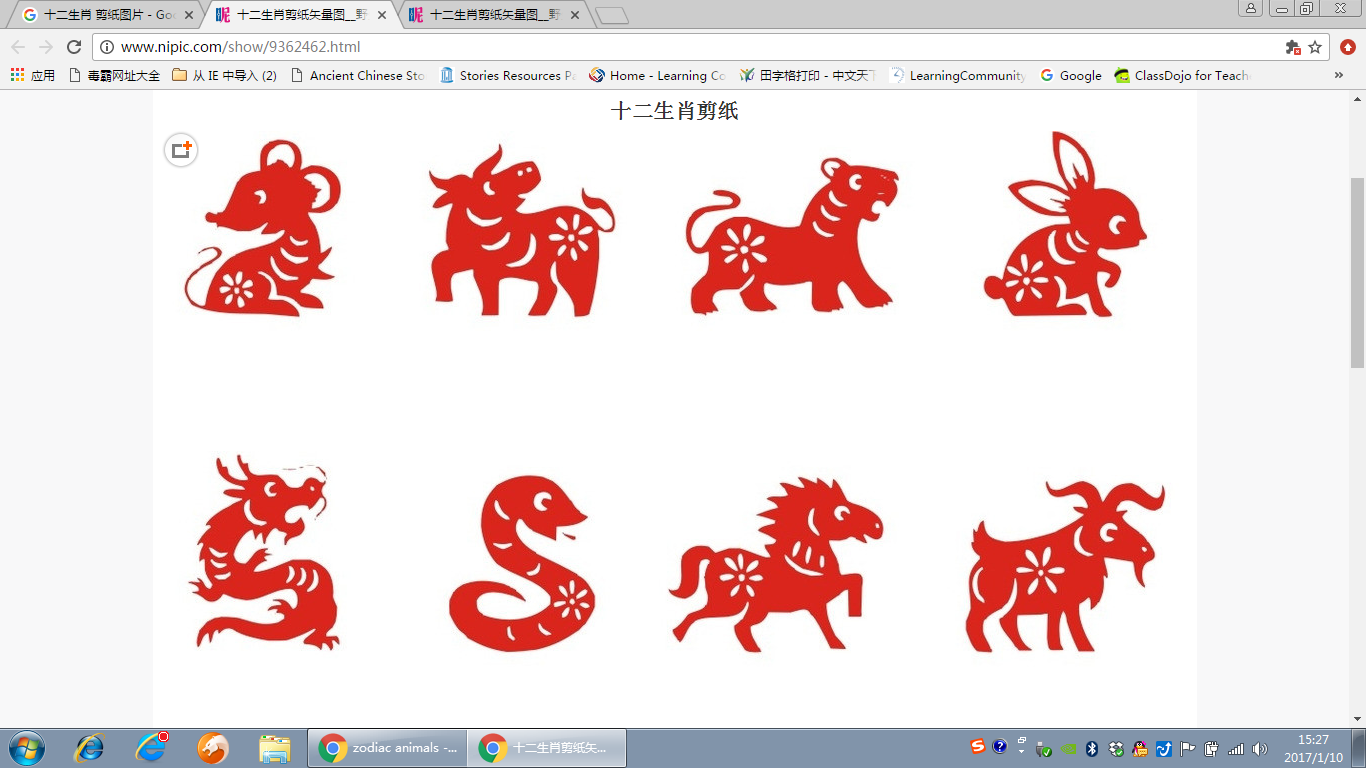 十二生肖 剪纸图片 - Goo
十二生肖剪纸矢量图__野
十二生肖剪纸矢量图__野
www.nipic.com/show/9362462.html
应用
毒霸网址大全
从 IE 中导入 (2)
Ancient Chinese Sto
Stories Resources Pa
Home - Learning Co
田字格打印 - 中文天下
LearningCommunity
Google
ClassDojo for Teache
»
十二生肖剪纸
zodiac animals -...
十二生肖剪纸矢...
15:27
2017/1/10